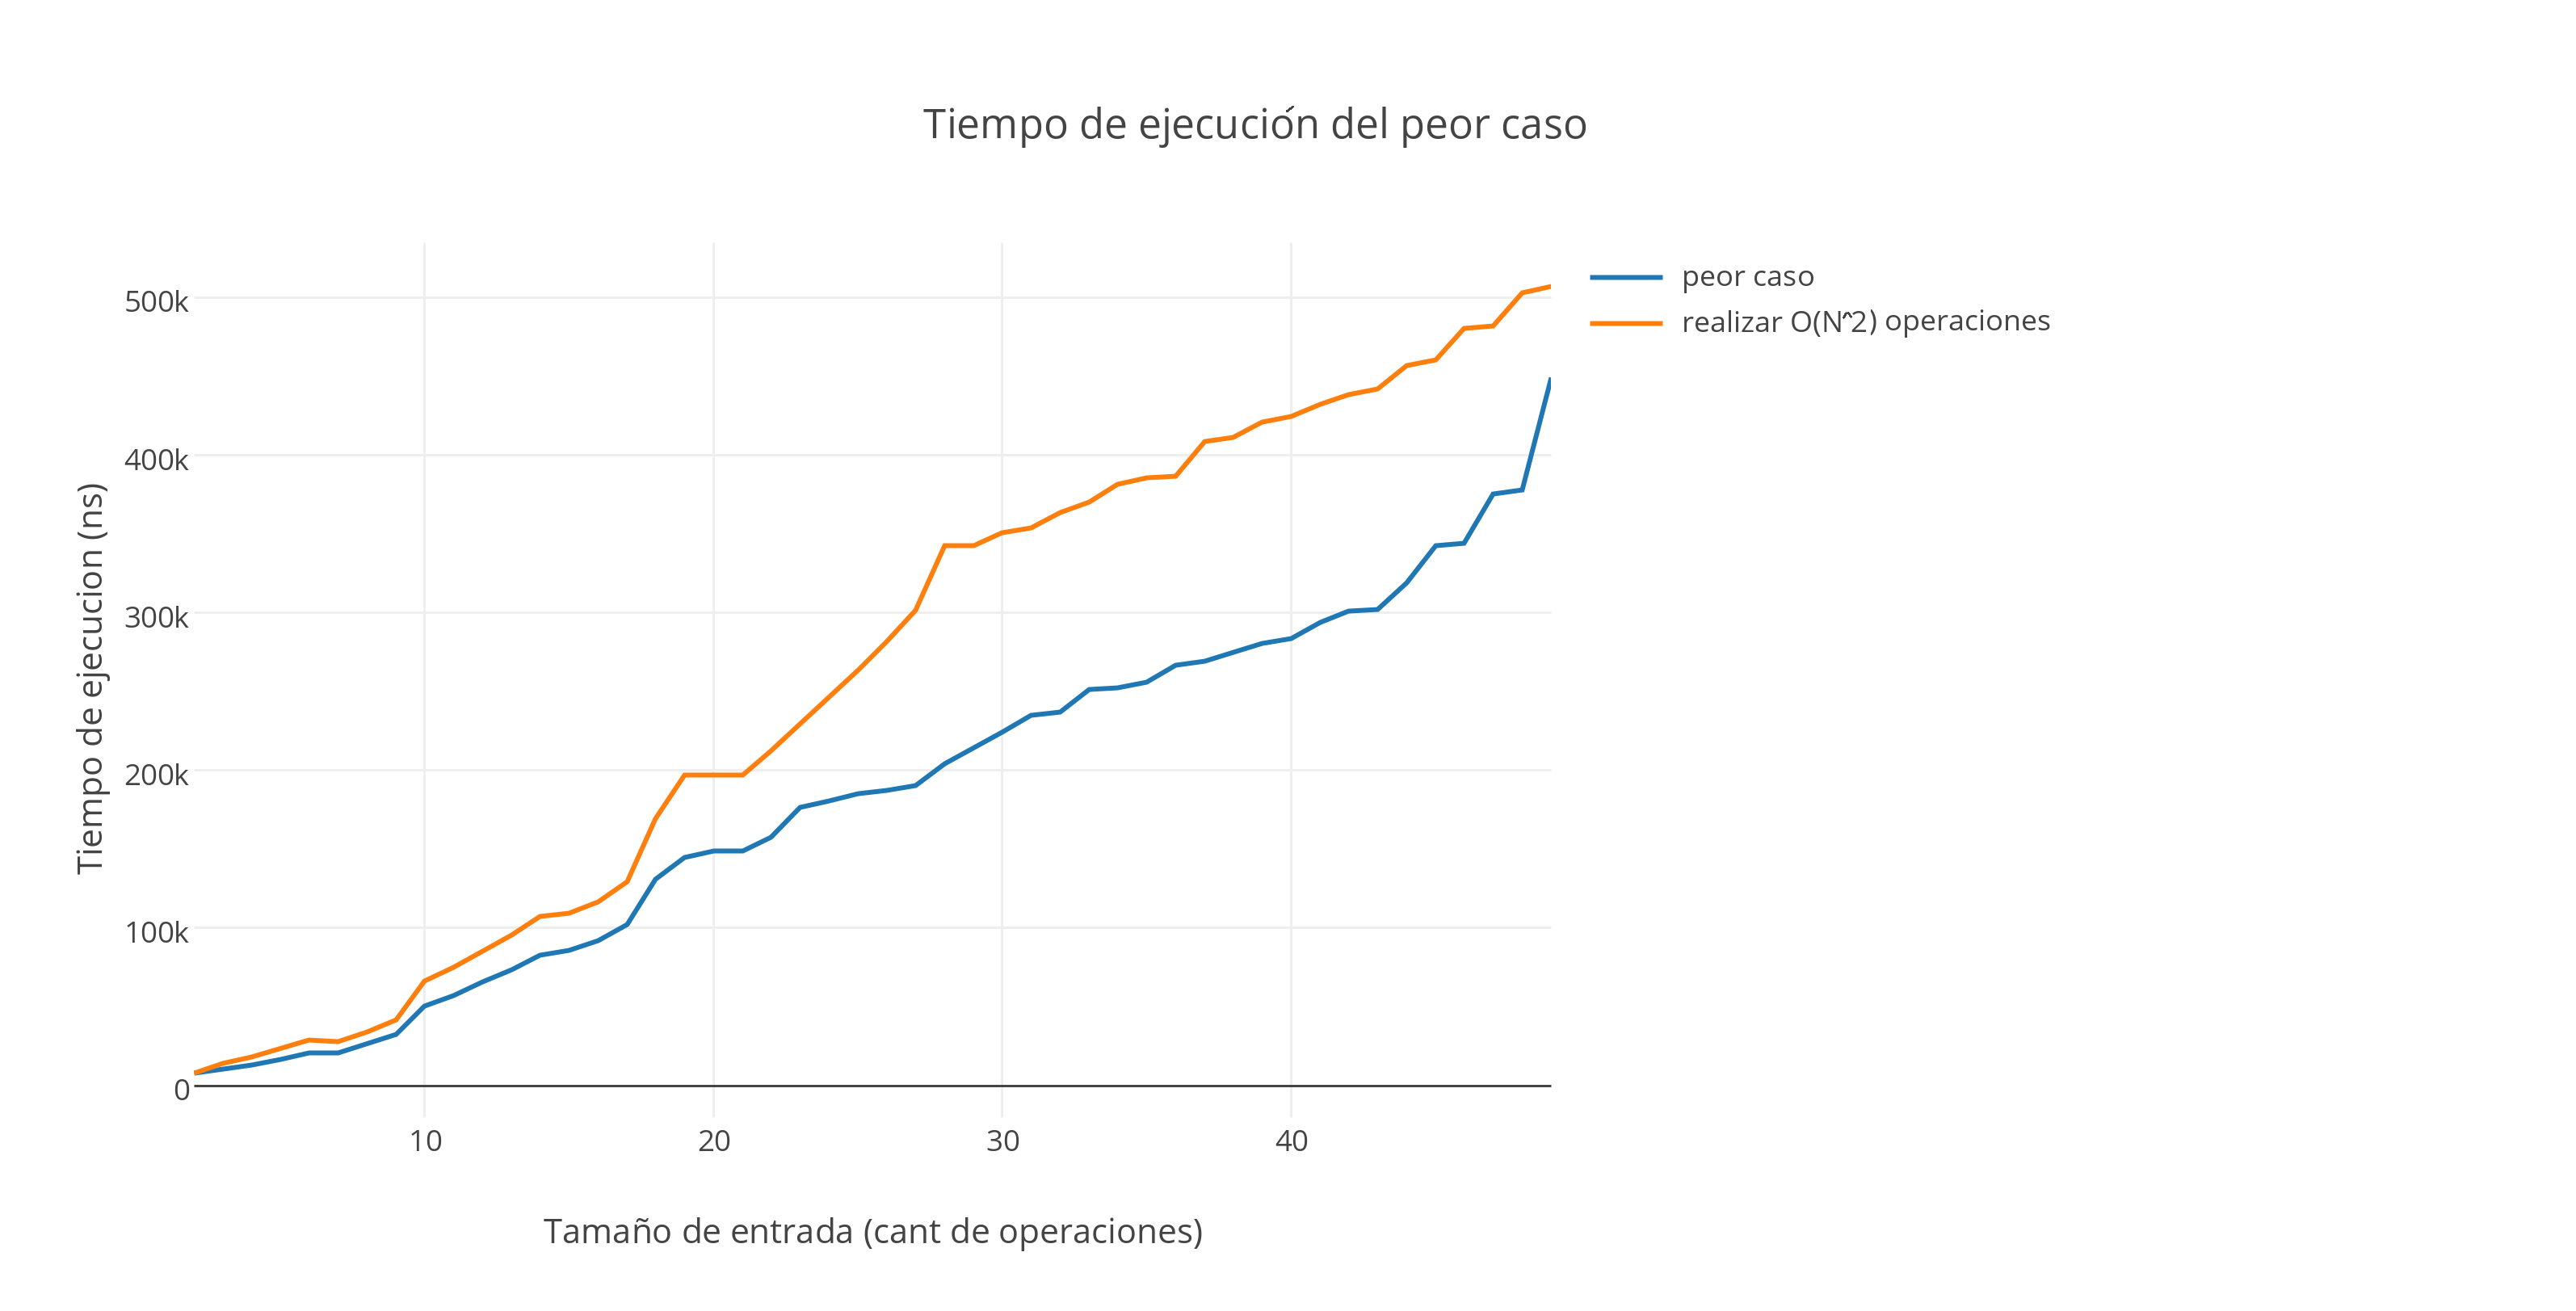 Tiempo de ejecución del peor caso
peor caso
realizar O(N^2) operaciones
500k
400k
300k
200k
100k
0
Tiempo de ejecucion (ns)
10
20
30
40
Tamaño de entrada (cant de operaciones)